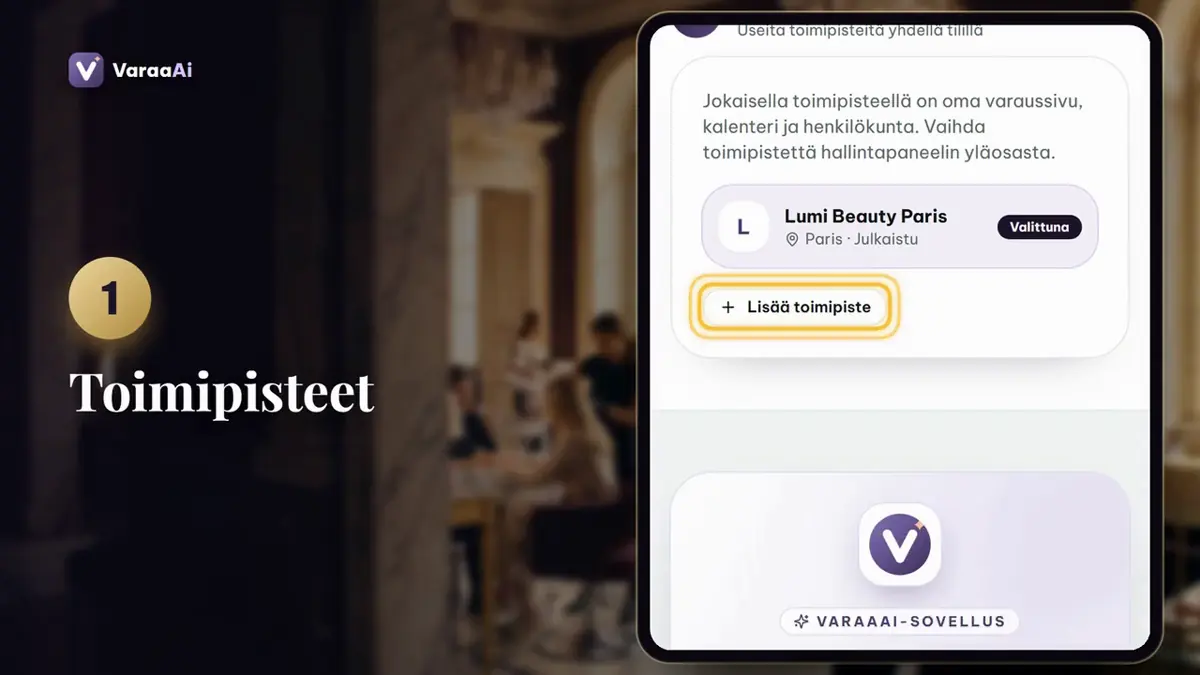 VaraaAi
1
Toimipisteet
Useita toimipisteitä yhdellä tilillä
Jokaisella toimipisteellä on oma varaussivu,
kalenteri ja henkilökunta. Vaihda
toimipistettä hallintapaneelin yläosasta.
L
Lumi Beauty Paris
Paris · Julkaistu
Valittuna
+ Lisää toimipiste
V
VARAAAI-SOVELLUS